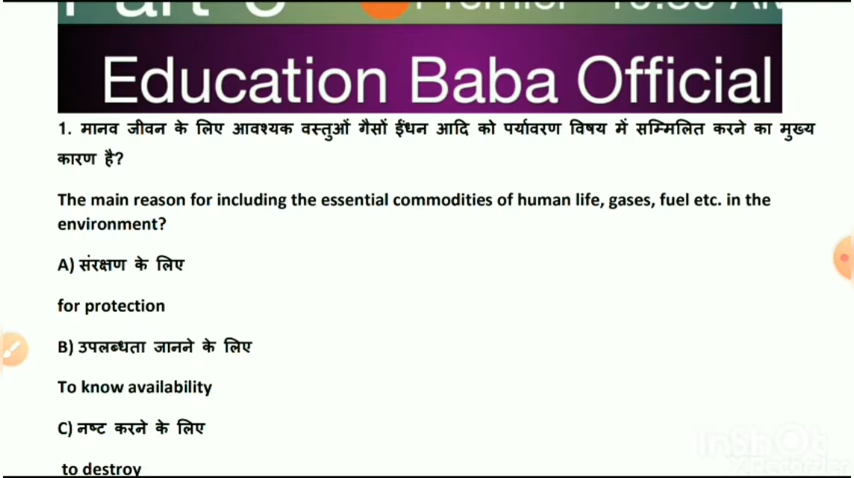 Education Baba Official
1. मानव जीवन के लिए आवश्यक वस्तुओं गैसों ईंधन आदि को पर्यावरण विषय में सम्मिलित करने का मुख्य
कारण है?
The main reason for including the essential commodities of human life, gases, fuel etc. in the
environment?
A) संरक्षण के लिए
for protection
B) उपलब्धता जानने के लिए
To know availability
C) नष्ट करने के लिए
to destroy